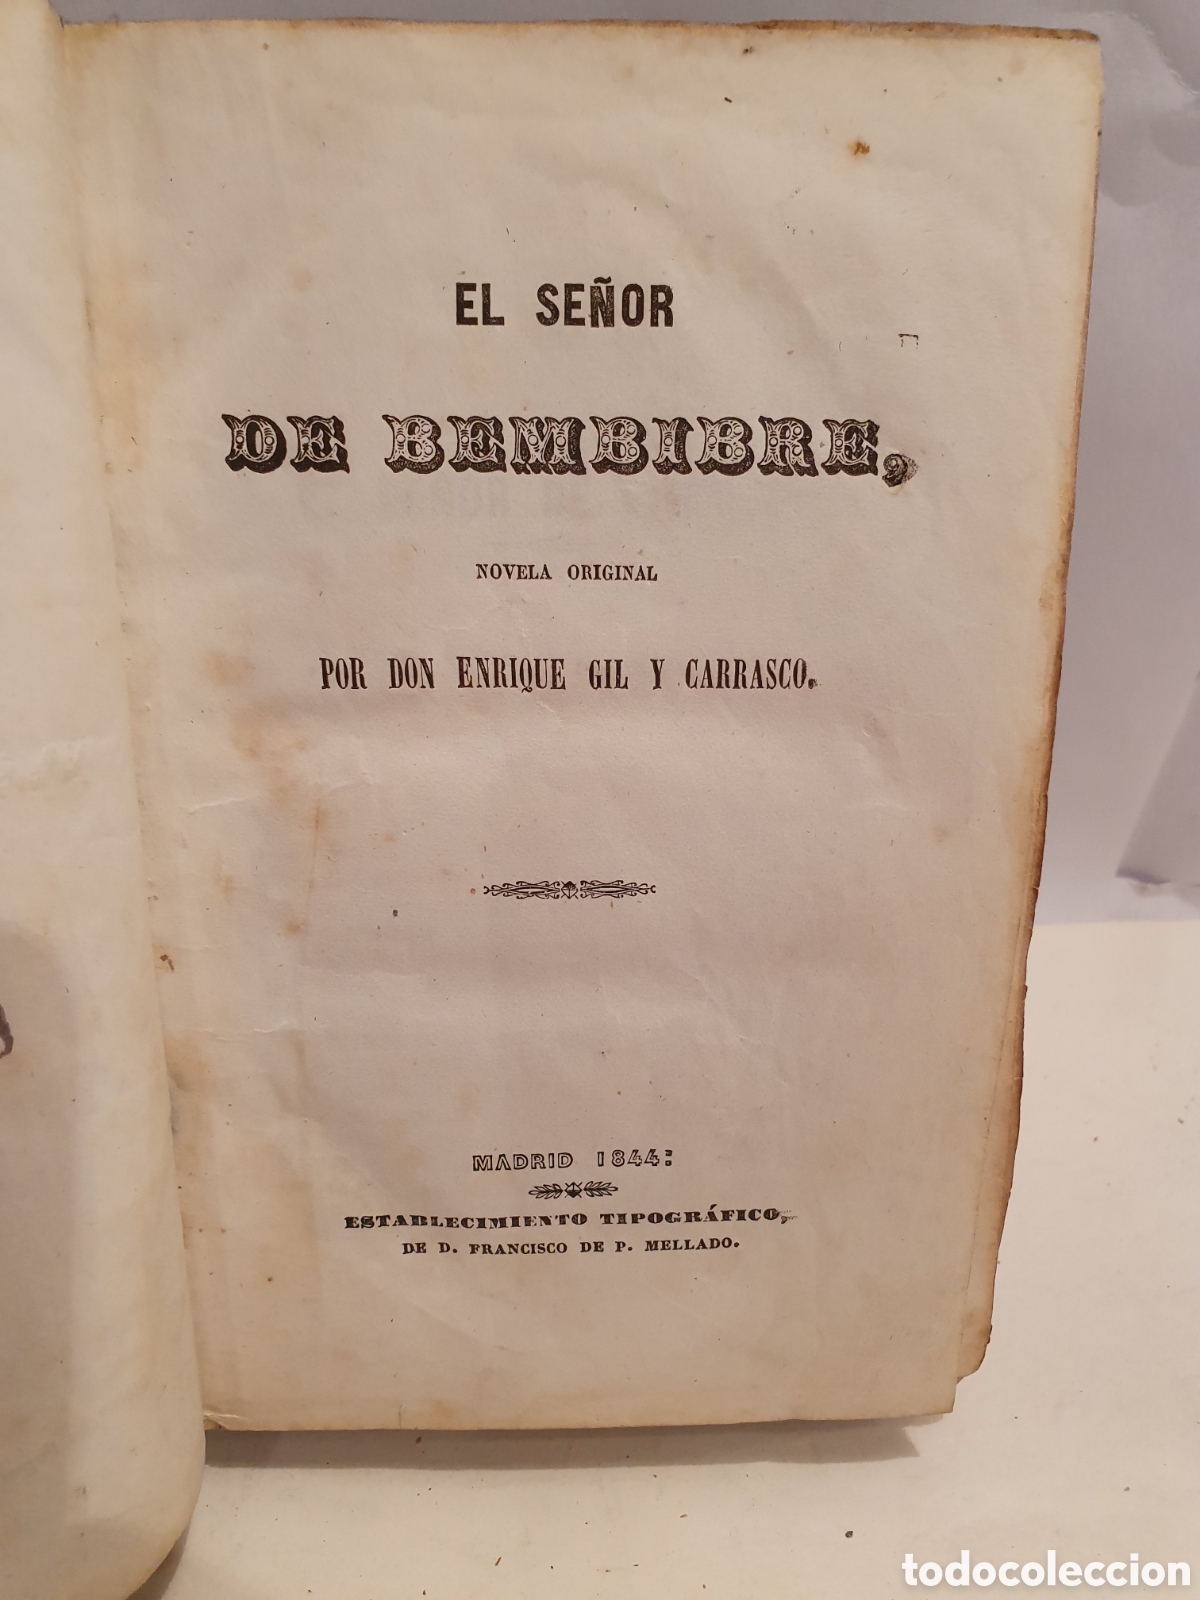 EL SEÑOR
DE BEMBIBRE,
NOVELA ORIGINAL
POR DON ENRIQUE GIL Y CARRASCO.
MADRID 1844:
ESTABLECIMIENTO TIPOGRÁFICO,
DE D. FRANCISCO DE P. MELLADO.
todocoleccion